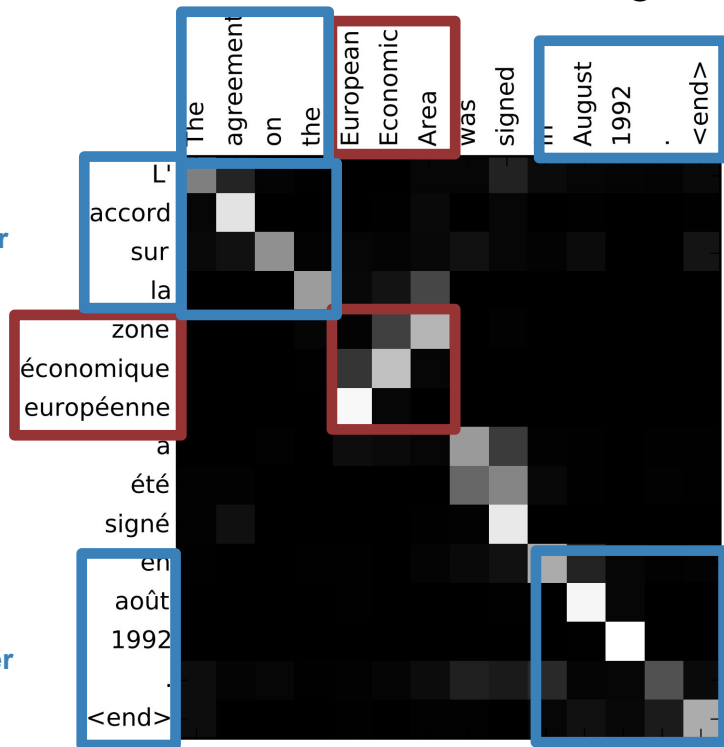 The
agreement
on
the
European
Economic
Area
was
signed
in
August
1992
.
<end>
L'
accord
sur
la
zone
économique
européenne
a
été
signé
en
août
1992
.
<end>